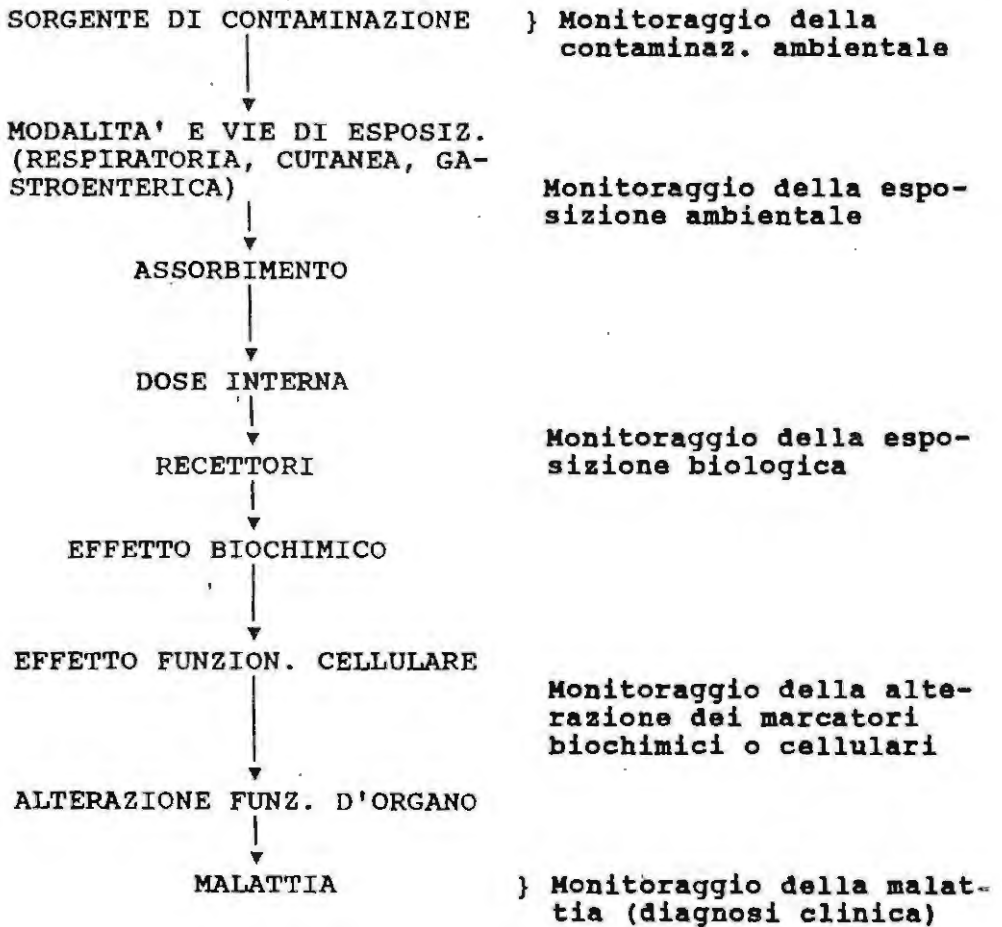 SORGENTE DI CONTAMINAZIONE
} Monitoraggio della
contaminaz. ambientale
MODALITA' E VIE DI ESPOSIZ.
(RESPIRATORIA, CUTANEA, GA-
STROENTERICA)
Monitoraggio della espo-
sizione ambientale
ASSORBIMENTO
DOSE INTERNA
RECETTORI
Monitoraggio della espo-
sizione biologica
EFFETTO BIOCHIMICO
EFFETTO FUNZION. CELLULARE
Monitoraggio della alte-
razione dei marcatori
biochimici o cellulari
ALTERAZIONE FUNZ. D'ORGANO
MALATTIA
} Monitoraggio della malat-
tia (diagnosi clinica)